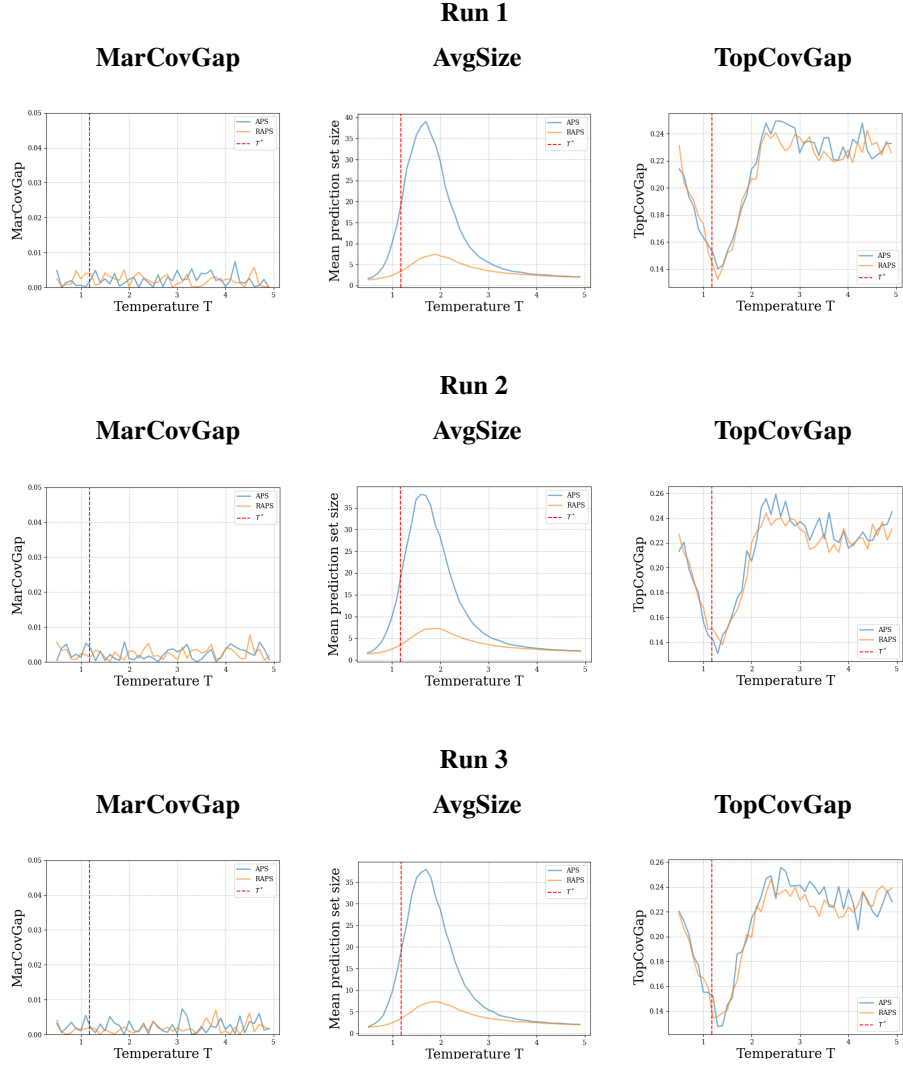 Run 1
MarCovGap AvgSize TopCovGap
0.05
0.04
0.03
0.02
0.01
0.00
MarCovGap
APS
RAPS
T*
1 2 3 4 5
Temperature T
40
35
30
25
20
15
10
5
0
Mean prediction set size
APS
RAPS
T*
1 2 3 4 5
Temperature T
0.24
0.22
0.20
0.18
0.16
0.14
TopCovGap
APS
RAPS
T*
1 2 3 4 5
Temperature T
Run 2
MarCovGap AvgSize TopCovGap
0.05
0.04
0.03
0.02
0.01
0.00
MarCovGap
APS
RAPS
T*
1 2 3 4 5
Temperature T
35
30
25
20
15
10
5
0
Mean prediction set size
APS
RAPS
T*
1 2 3 4 5
Temperature T
0.26
0.24
0.22
0.20
0.18
0.16
0.14
TopCovGap
APS
RAPS
T*
1 2 3 4 5
Temperature T
Run 3
MarCovGap AvgSize TopCovGap
0.05
0.04
0.03
0.02
0.01
0.00
MarCovGap
APS
RAPS
T*
1 2 3 4 5
Temperature T
35
30
25
20
15
10
5
0
Mean prediction set size
APS
RAPS
T*
1 2 3 4 5
Temperature T
0.26
0.24
0.22
0.20
0.18
0.16
0.14
TopCovGap
APS
RAPS
T*
1 2 3 4 5
Temperature T